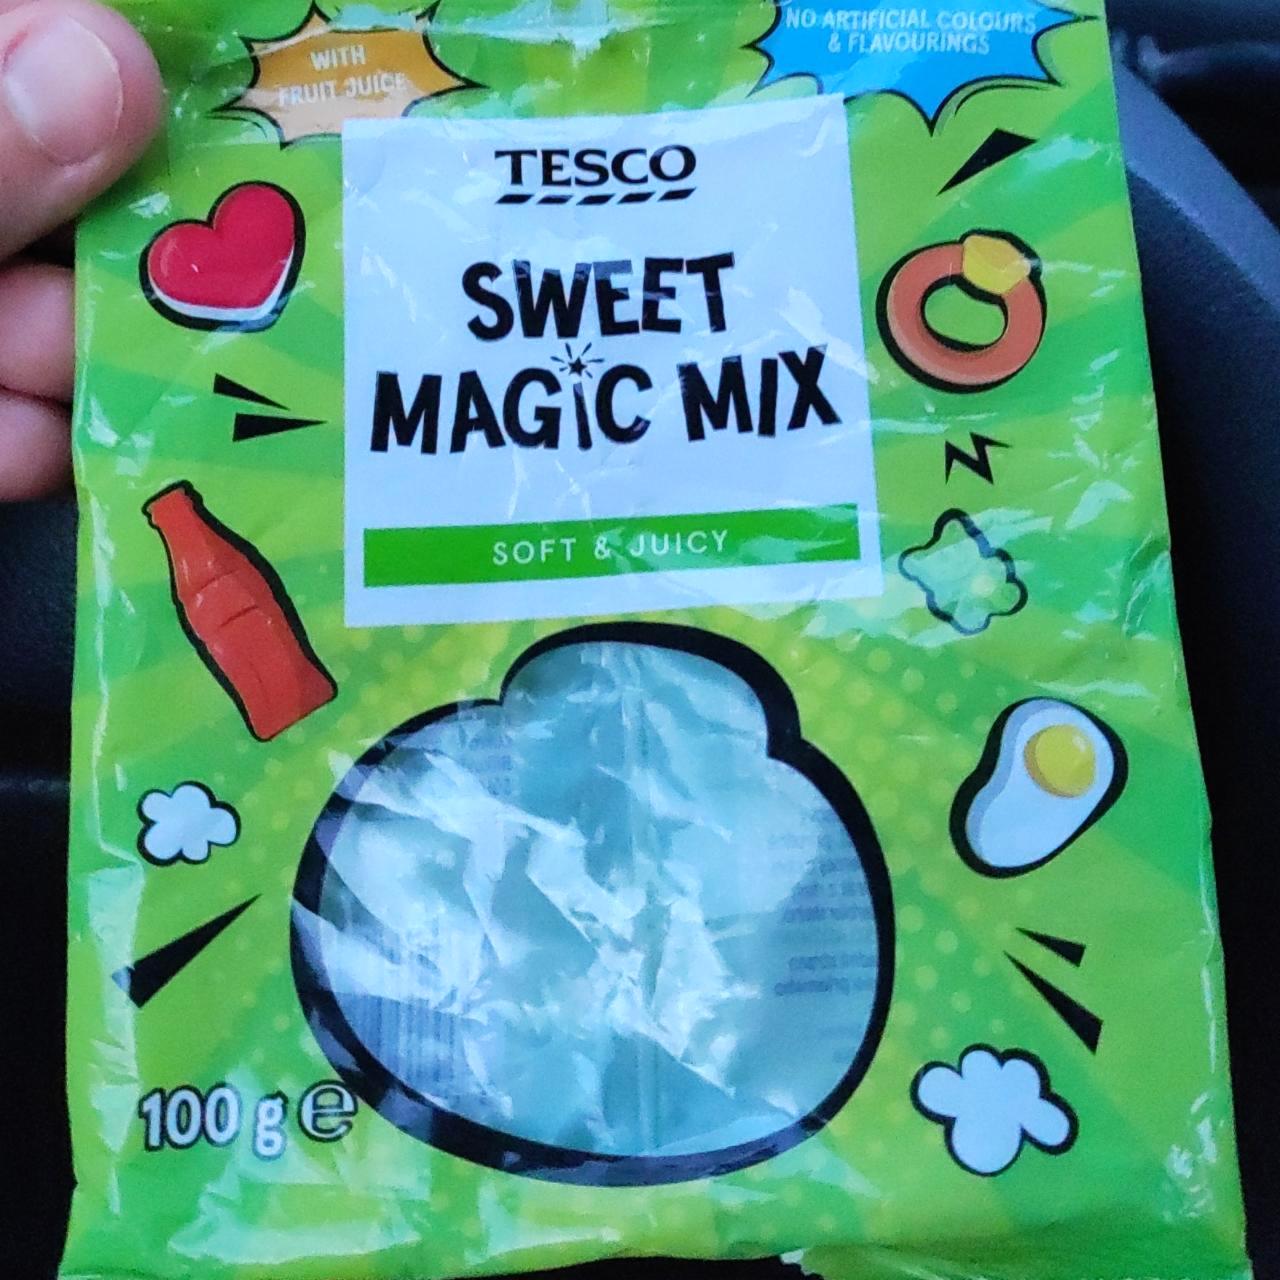 WITH
FRUIT JUICE
NO ARTIFICIAL COLOURS
& FLAVOURINGS
TESCO
SWEET
MAGIC MIX
SOFT & JUICY
100 g ℮